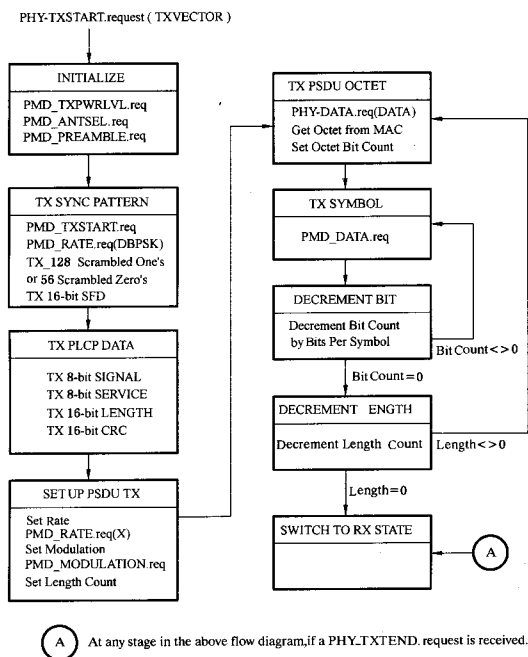 PHY-TXSTART.request ( TXVECTOR )
INITIALIZE
PMD_TXPWRLVL.req
PMD_ANTSEL.req
PMD_PREAMBLE.req
TX SYNC PATTERN
PMD_TXSTART.req
PMD_RATE.req(DBPSK)
TX_128 Scrambled One's
or 56 Scrambled Zero's
TX 16-bit SFD
TX PLCP DATA
TX 8-bit SIGNAL
TX 8-bit SERVICE
TX 16-bit LENGTH
TX 16-bit CRC
SET UP PSDU TX
Set Rate
PMD_RATE.req(X)
Set Modulation
PMD_MODULATION.req
Set Length Count
TX PSDU OCTET
PHY-DATA.req(DATA)
Get Octet from MAC
Set Octet Bit Count
TX SYMBOL
PMD_DATA.req
DECREMENT BIT
Decrement Bit Count
by Bits Per Symbol
Bit Count<>0
Bit Count=0
DECREMENT ENGTH
Decrement Length Count
Length<>0
Length=0
SWITCH TO RX STATE
A
A At any stage in the above flow diagram,if a PHY_TXTEND. request is received.